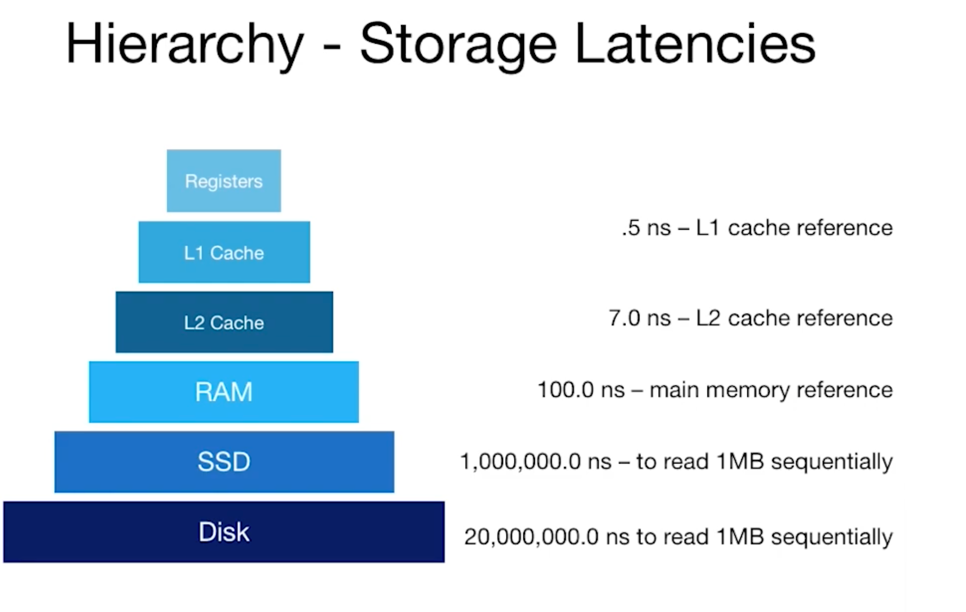 Hierarchy - Storage Latencies
Registers
L1 Cache
.5 ns – L1 cache reference
L2 Cache
7.0 ns – L2 cache reference
RAM
100.0 ns – main memory reference
SSD
1,000,000.0 ns – to read 1MB sequentially
Disk
20,000,000.0 ns to read 1MB sequentially